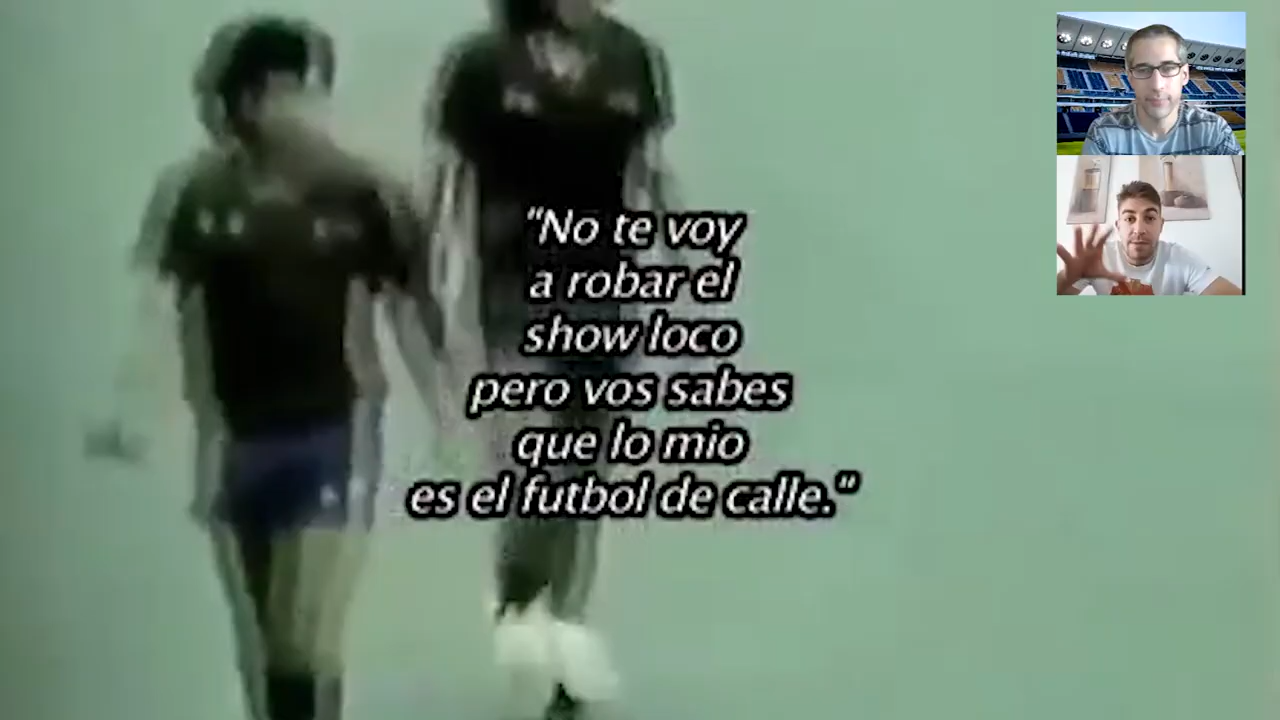 "No te voy
a robar el
show loco
pero vos sabes
que lo mio
es el futbol de calle."